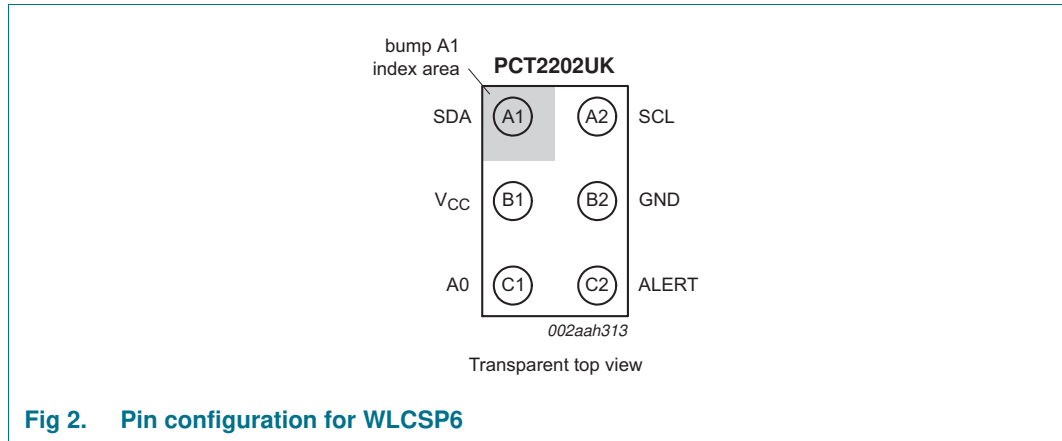 bump A1
index area
PCT2202UK
SDA A1 A2 SCL
VCC B1 B2 GND
A0 C1 C2 ALERT
002aah313
Transparent top view
Fig 2. Pin configuration for WLCSP6